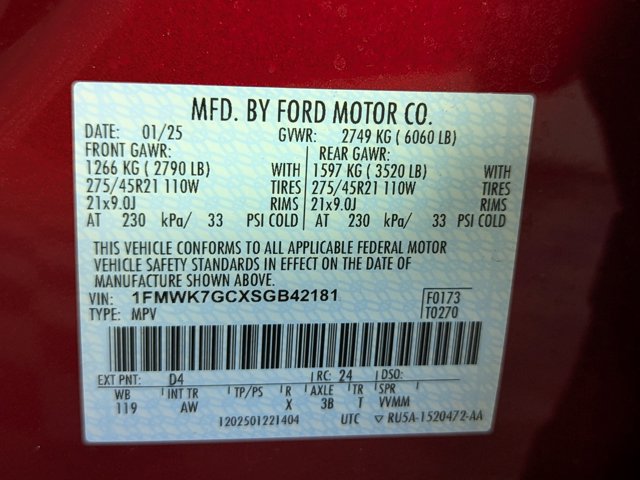 MFD. BY FORD MOTOR CO.
DATE: 01/25 GVWR: 2749 KG ( 6060 LB)
FRONT GAWR: REAR GAWR:
1266 KG ( 2790 LB) WITH 1597 KG ( 3520 LB) WITH
275/45R21 110W TIRES 275/45R21 110W TIRES
21x9.0J RIMS 21x9.0J RIMS
AT 230 kPa/ 33 PSI COLD AT 230 kPa/ 33 PSI COLD
THIS VEHICLE CONFORMS TO ALL APPLICABLE FEDERAL MOTOR
VEHICLE SAFETY STANDARDS IN EFFECT ON THE DATE OF
MANUFACTURE SHOWN ABOVE.
VIN: 1FMWK7GCXSGB42181 F0173
TYPE: MPV T0270
EXT PNT: D4 RC: 24 DSO:
WB INT TR TP/PS R AXLE TR SPR
119 AW X 3B T VVMM
1202501221404 UTC ▽ RU5A-1520472-AA